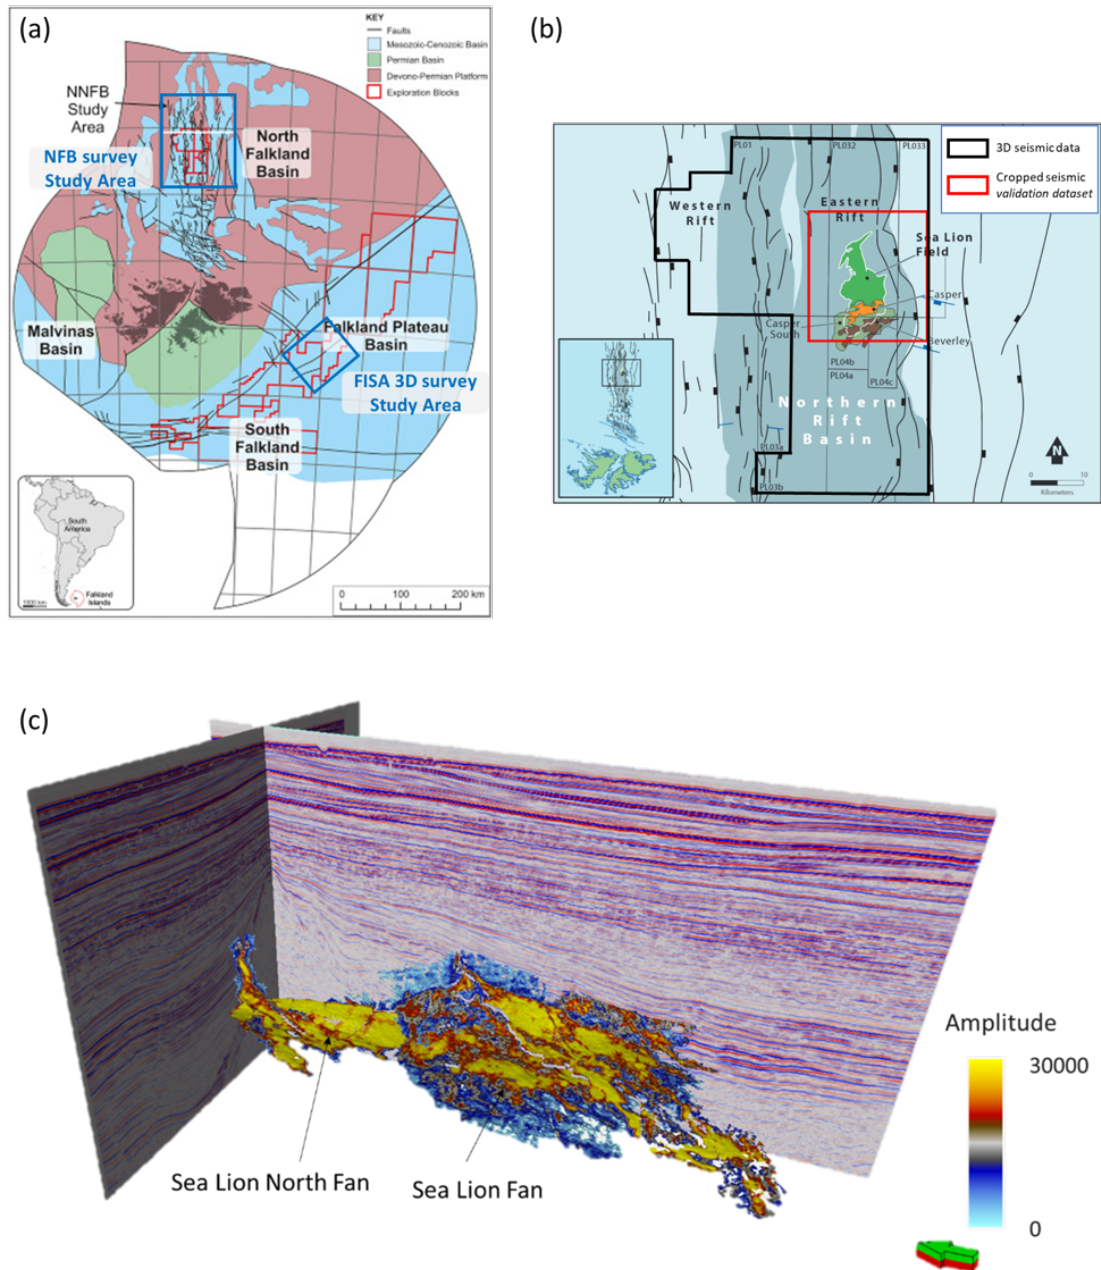 (a)
KEY
Faults
Mesozoic-Cenozoic Basin
Permian Basin
Devono-Permian Platform
Exploration Blocks
NNFB
Study
Area
NFB survey
Study Area
North
Falkland
Basin
Malvinas
Basin
Falkland Plateau
Basin
FISA 3D survey
Study Area
South
Falkland
Basin
South
America
Falkland
Islands
1000 km
0 100 200 km
(b)
3D seismic data
Cropped seismic
validation dataset
PL01
PL032
PL033
Western
Rift
Eastern
Rift
Sea Lion
Field
Casper
Casper
South
Beverley
PL04b
PL04a
PL04c
Northern
Rift
Basin
PL03a
PL03b
N
0 10
Kilometers
(c)
Amplitude
30000
0
Sea Lion North Fan
Sea Lion Fan